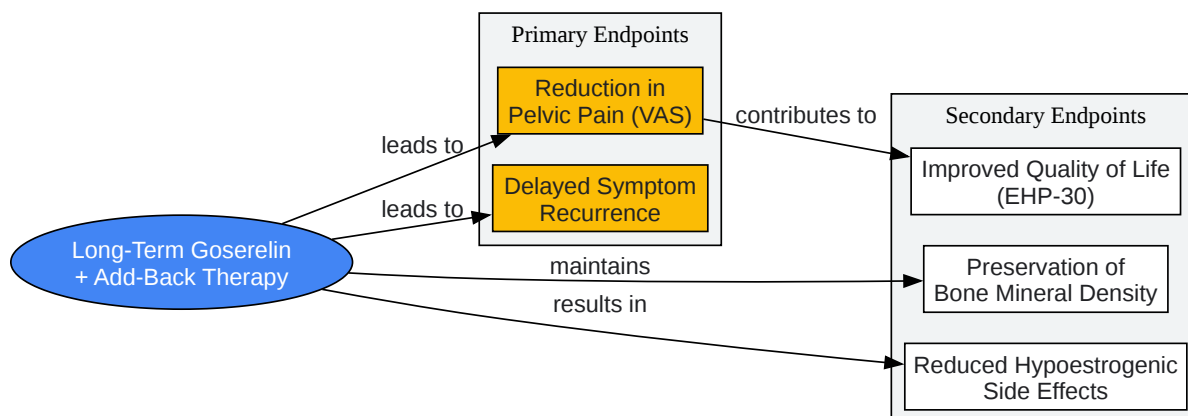 Primary Endpoints
Reduction in
Pelvic Pain (VAS)
Delayed Symptom
Recurrence
leads to
leads to
contributes to
Long-Term Goserelin
+ Add-Back Therapy
maintains
results in
Secondary Endpoints
Improved Quality of Life
(EHP-30)
Preservation of
Bone Mineral Density
Reduced Hypoestrogenic
Side Effects